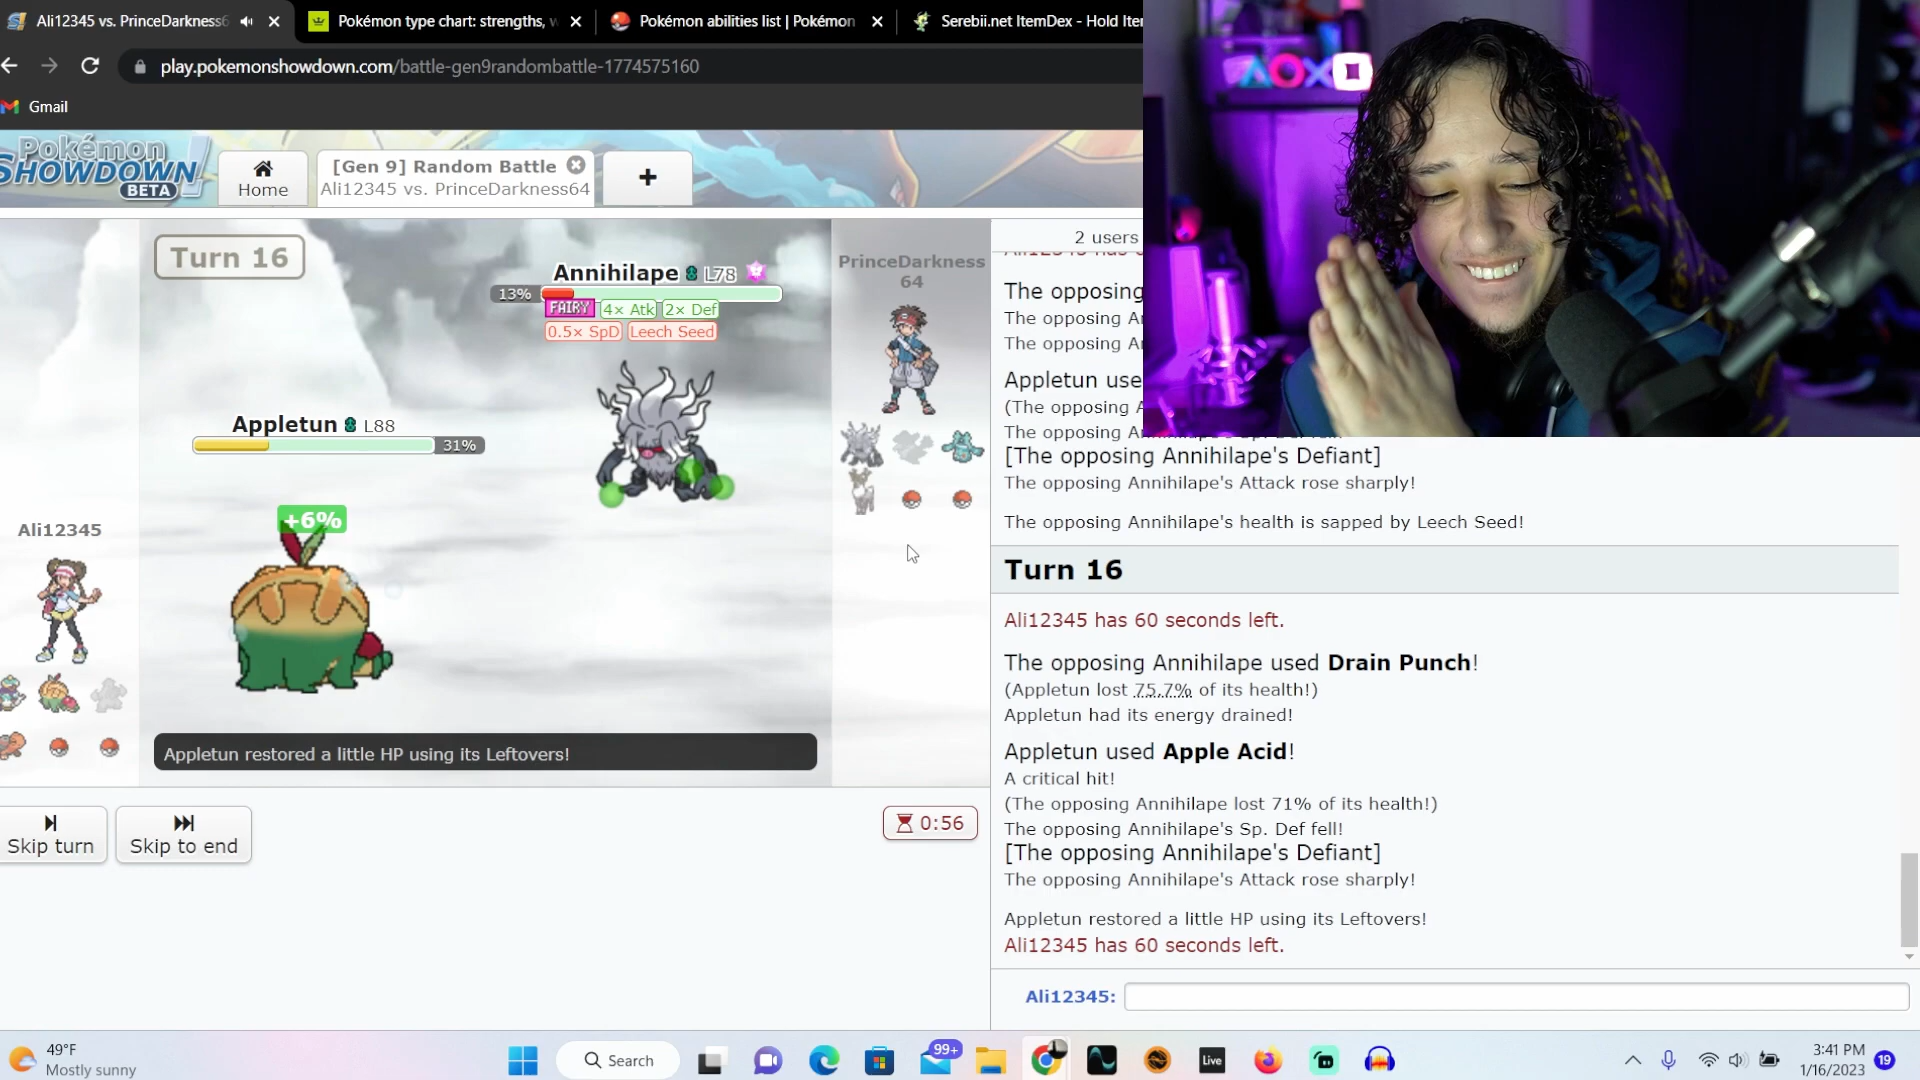 Ali12345 vs. PrinceDarkness6
Pokémon type chart: strengths, w
Pokémon abilities list | Pokémon
Serebii.net ItemDex - Hold Iter
play.pokemonshowdown.com/battle-gen9randombattle-1774575160
Gmail
Pokémon
SHOWDOWN
BETA
Home
[Gen 9] Random Battle
Ali12345 vs. PrinceDarkness64
+
Turn 16
Annihilape L78
13%
FAIRY 4× Atk 2× Def
0.5× SpD Leech Seed
Appletun L88
31%
+6%
Ali12345
PrinceDarkness
64
Appletun restored a little HP using its Leftovers!
Skip turn
Skip to end
0:56
2 users
The opposing
The opposing A
The opposing A
Appletun use
(The opposing A
The opposing
[The opposing Annihilape's Defiant]
The opposing Annihilape's Attack rose sharply!
The opposing Annihilape's health is sapped by Leech Seed!
Turn 16
Ali12345 has 60 seconds left.
The opposing Annihilape used Drain Punch!
(Appletun lost 75.7% of its health!)
Appletun had its energy drained!
Appletun used Apple Acid!
A critical hit!
(The opposing Annihilape lost 71% of its health!)
The opposing Annihilape's Sp. Def fell!
[The opposing Annihilape's Defiant]
The opposing Annihilape's Attack rose sharply!
Appletun restored a little HP using its Leftovers!
Ali12345 has 60 seconds left.
Ali12345:
49°F
Mostly sunny
Search
99+
Live
3:41 PM
1/16/2023
19